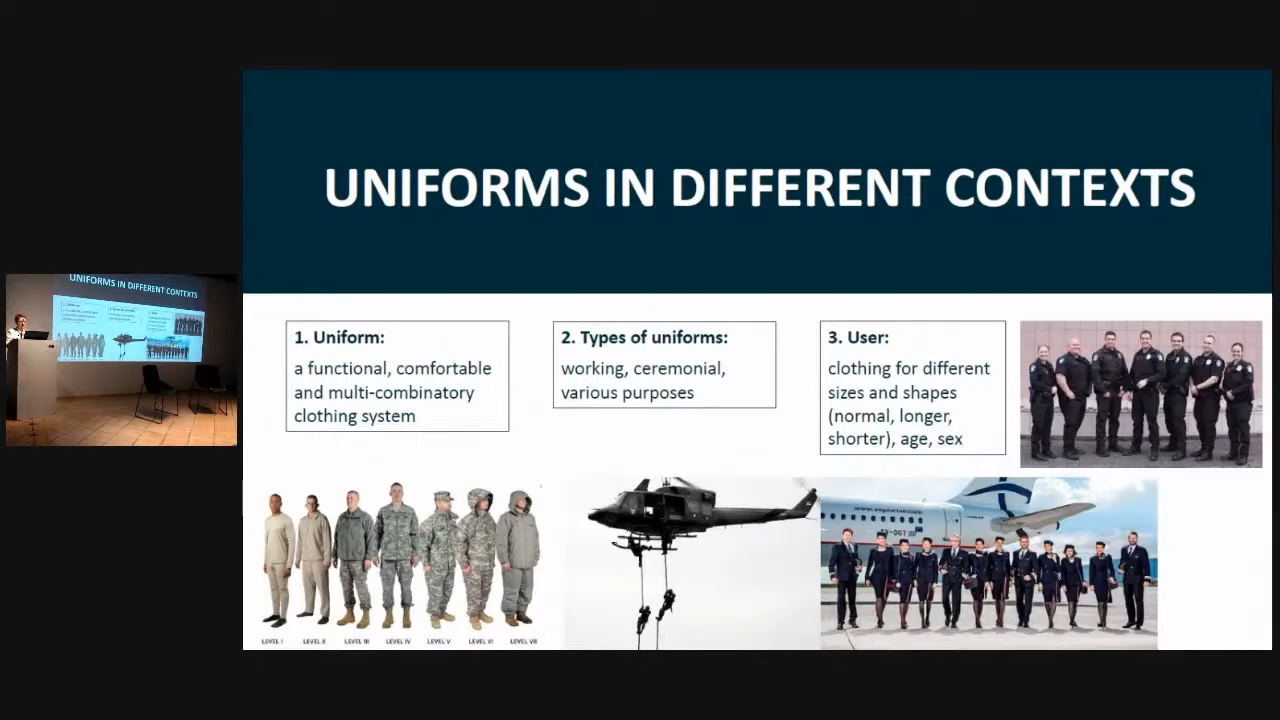 UNIFORMS IN DIFFERENT CONTEXTS
1. Uniform:
a functional, comfortable
and multi-combinatory
clothing system
2. Types of uniforms:
working, ceremonial,
various purposes
3. User:
clothing for different
sizes and shapes
(normal, longer,
shorter), age, sex
LEVEL I
LEVEL II
LEVEL III
LEVEL IV
LEVEL V
LEVEL VI
LEVEL VII
UNIFORMS IN DIFFERENT CONTEXTS